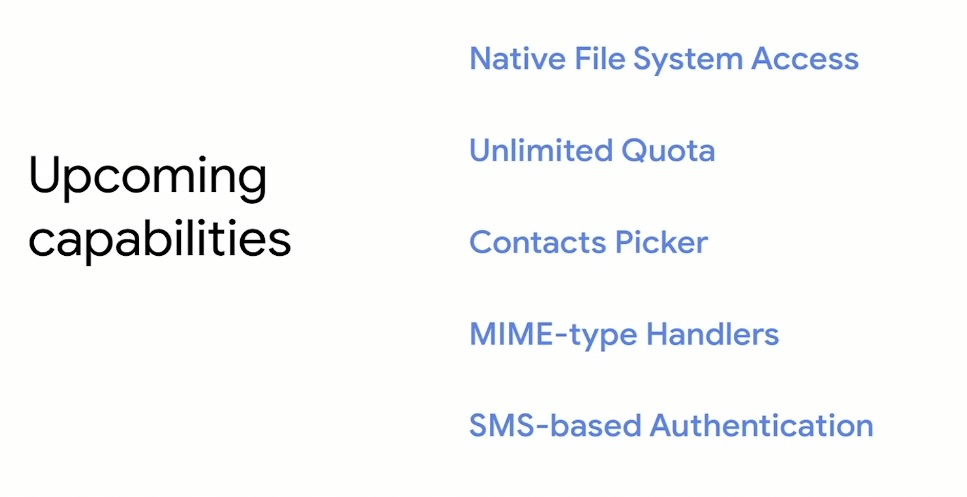 Upcoming
capabilities
Native File System Access
Unlimited Quota
Contacts Picker
MIME-type Handlers
SMS-based Authentication